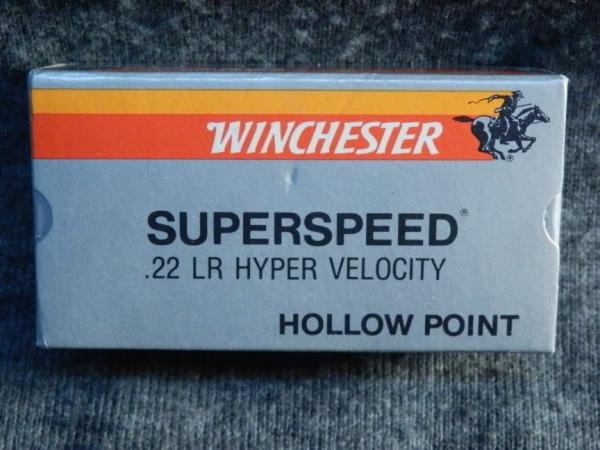 WINCHESTER
®
SUPERSPEED®
.22 LR HYPER VELOCITY
HOLLOW POINT